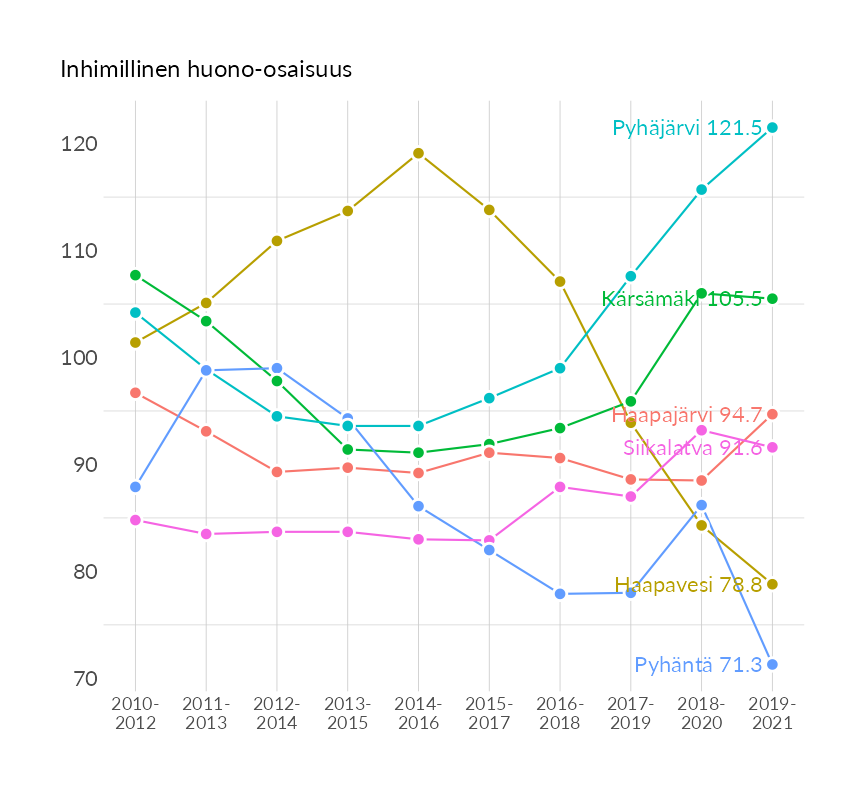 Inhimillinen huono-osaisuus
Pyhäjärvi 121.5
120
110
Kärsämäki 105.5
100
Haapajärvi 94.7
Siikalatva 91.6
90
80
Haapavesi 78.8
Pyhäntä 71.3
70
2010- 2011- 2012- 2013- 2014- 2015- 2016- 2017- 2018- 2019-
2012 2013 2014 2015 2016 2017 2018 2019 2020 2021